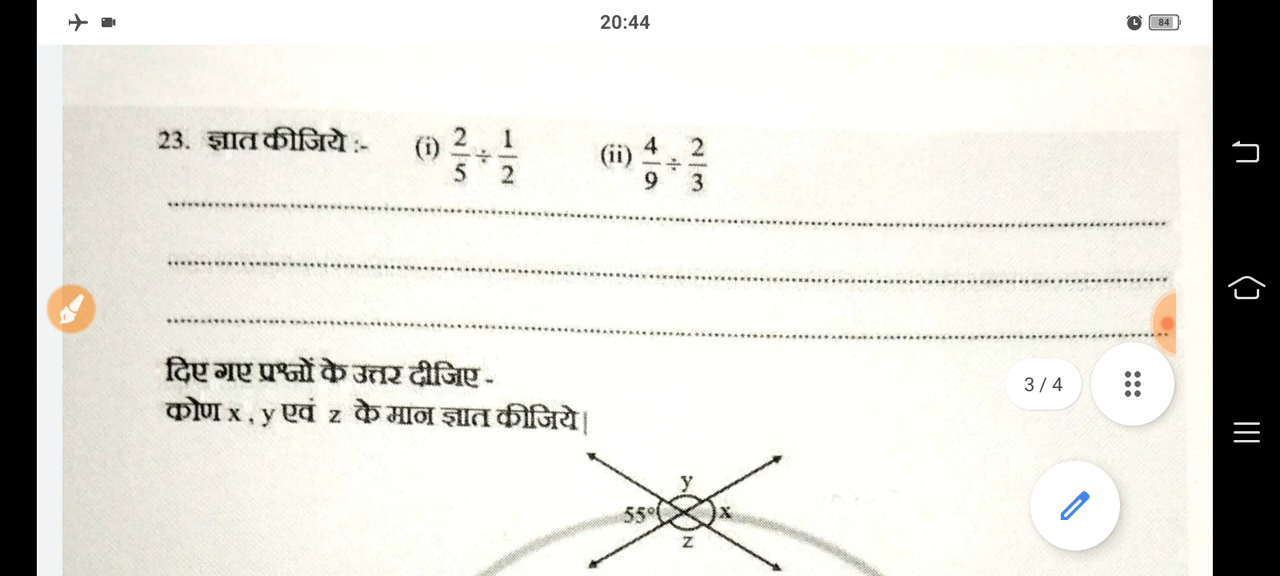 20:44
84
23. ज्ञात कीजिये :- (i) 2/5 ÷ 1/2 (ii) 4/9 ÷ 2/3
दिए गए प्रश्नों के उत्तर दीजिए -
कोण x , y एवं z के मान ज्ञात कीजिये|
3 / 4
y
55° x
z